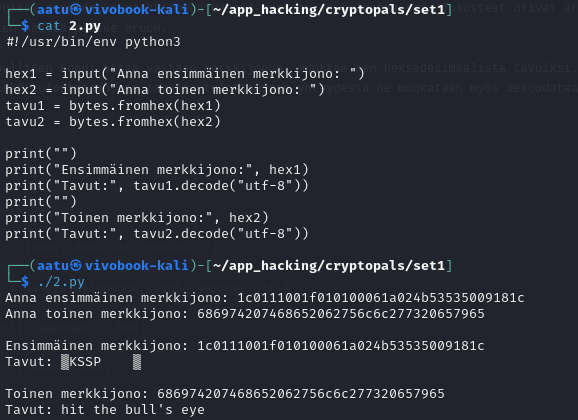 ┌──(aatu㉿vivobook-kali)-[~/app_hacking/cryptopals/set1]
└─$ cat 2.py
#!/usr/bin/env python3

hex1 = input("Anna ensimmäinen merkkijono: ")
hex2 = input("Anna toinen merkkijono: ")
tavu1 = bytes.fromhex(hex1)
tavu2 = bytes.fromhex(hex2)

print("")
print("Ensimmäinen merkkijono:", hex1)
print("Tavut:", tavu1.decode("utf-8"))
print("")
print("Toinen merkkijono:", hex2)
print("Tavut:", tavu2.decode("utf-8"))

┌──(aatu㉿vivobook-kali)-[~/app_hacking/cryptopals/set1]
└─$ ./2.py
Anna ensimmäinen merkkijono: 1c0111001f010100061a024b53535009181c
Anna toinen merkkijono: 686974207468652062756c6c277320657965

Ensimmäinen merkkijono: 1c0111001f010100061a024b53535009181c
Tavut: ▒KSSP    ▒

Toinen merkkijono: 686974207468652062756c6c277320657965
Tavut: hit the bull's eye